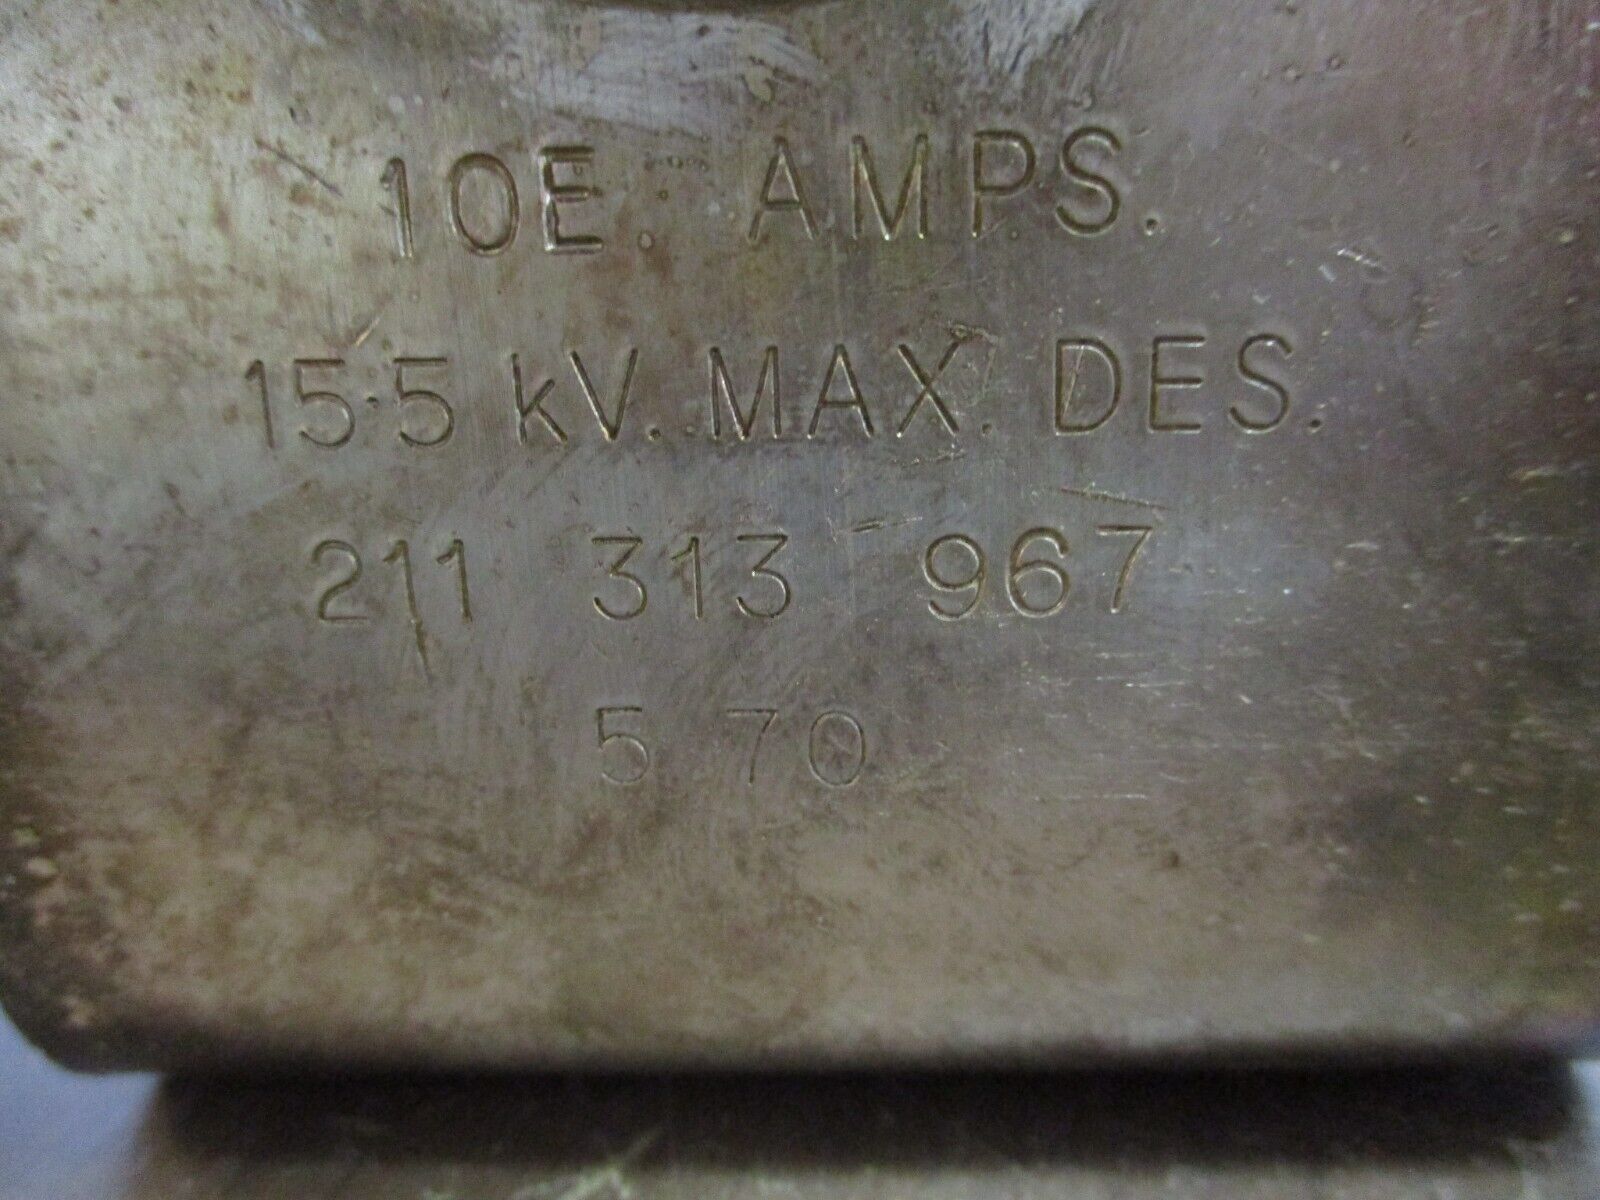 10E. AMPS.
15.5 kV. MAX. DES.
211 313 967
5 70